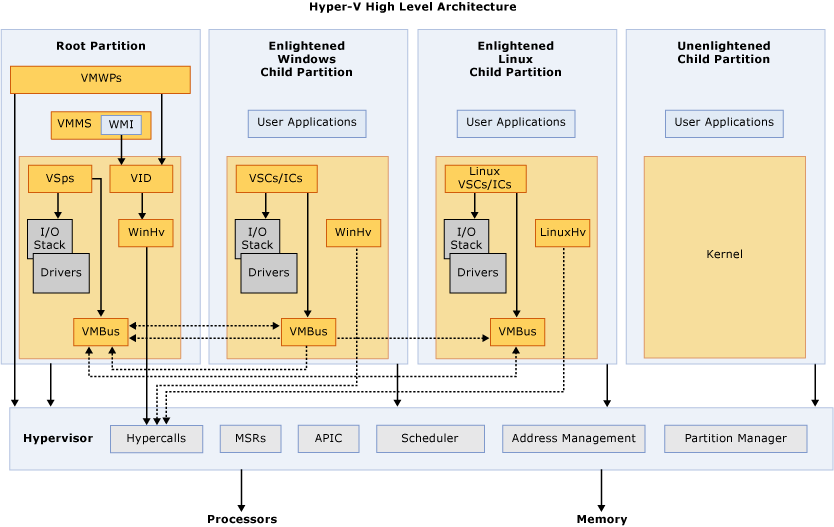 Hyper-V High Level Architecture
Root Partition
VMWPs
VMMS
WMI
VSps
VID
I/O
Stack
Drivers
WinHv
VMBus
Enlightened
Windows
Child Partition
User Applications
VSCs/ICs
I/O
Stack
Drivers
WinHv
VMBus
Enlightened
Linux
Child Partition
User Applications
Linux
VSCs/ICs
I/O
Stack
Drivers
LinuxHv
VMBus
Unenlightened
Child Partition
User Applications
Kernel
Hypervisor
Hypercalls
MSRs
APIC
Scheduler
Address Management
Partition Manager
Processors
Memory